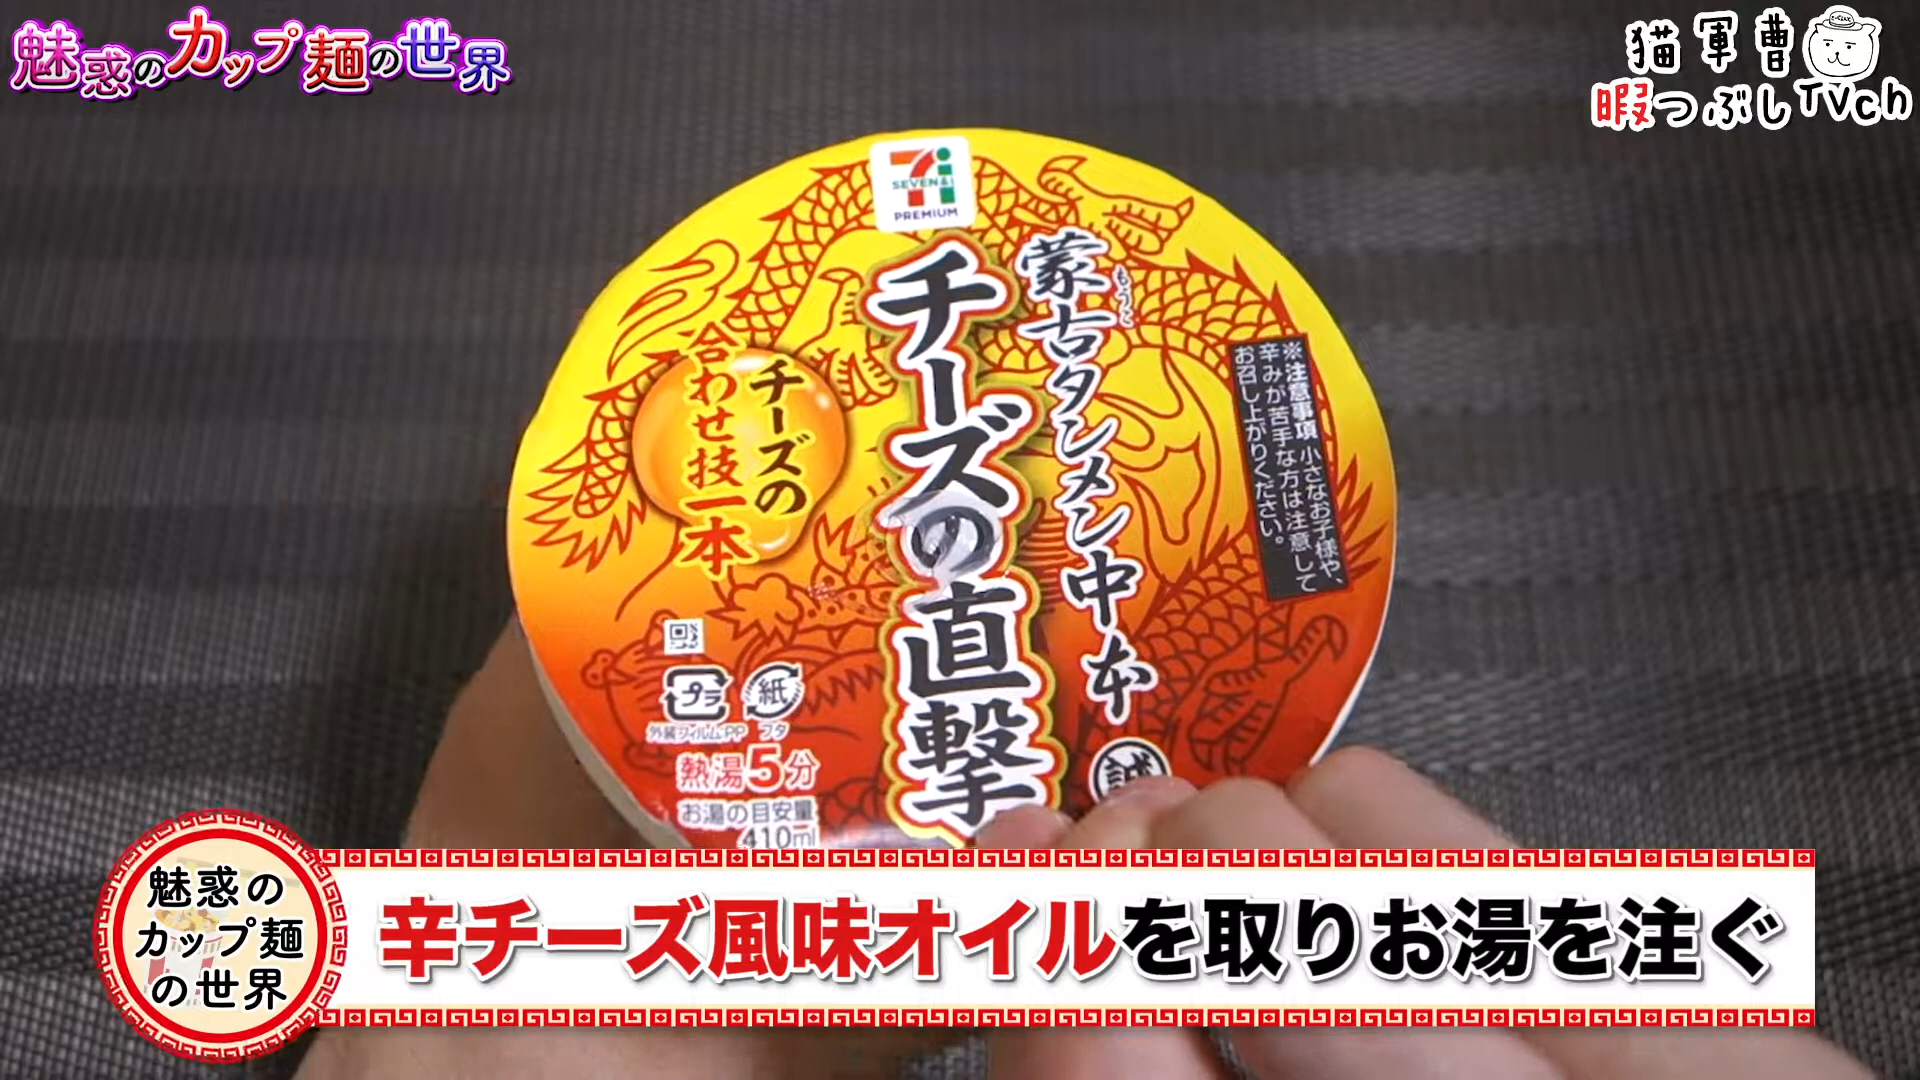 魅惑のカップ麺の世界
猫軍曹
暇つぶしTVch
7i
SEVEN&i
PREMIUM
蒙古タンメン中本
もうこ
チーズの直撃
チーズの
合わせ技一本
※注意事項 小さなお子様や、
辛みが苦手な方は注意して
お召し上がりください。
誠
プラ
紙
外装フィルム:PP
フタ
熱湯5分
お湯の目安量
410ml
魅惑の
カップ麺
の世界
辛チーズ風味オイルを取りお湯を注ぐ